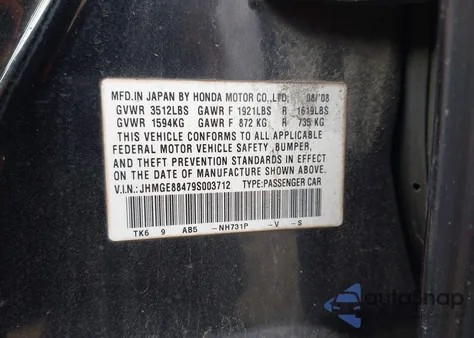 MFD.IN JAPAN BY HONDA MOTOR CO.,LTD. 08/'08
GVWR 3512LBS GAWR F 1921LBS R 1619LBS
GVWR 1594KG GAWR F 872 KG R 735 KG
THIS VEHICLE CONFORMS TO ALL APPLICABLE
FEDERAL MOTOR VEHICLE SAFETY ,BUMPER,
AND THEFT PREVENTION STANDARDS IN EFFECT
ON THE DATE OF MANUFACTURE SHOWN ABOVE.
V.I.N.: JHMGE88479S003712 TYPE:PASSENGER CAR
TK6 9 AB5 -NH731P -V -S
autoSnap